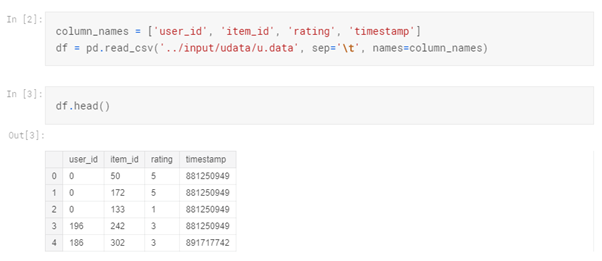 In [2]:
column_names = ['user_id', 'item_id', 'rating', 'timestamp']
df = pd.read_csv('../input/udata/u.data', sep='\t', names=column_names)
In [3]:
df.head()
Out[3]:
user_id item_id rating timestamp
0 0 50 5 881250949
1 0 172 5 881250949
2 0 133 1 881250949
3 196 242 3 881250949
4 186 302 3 891717742